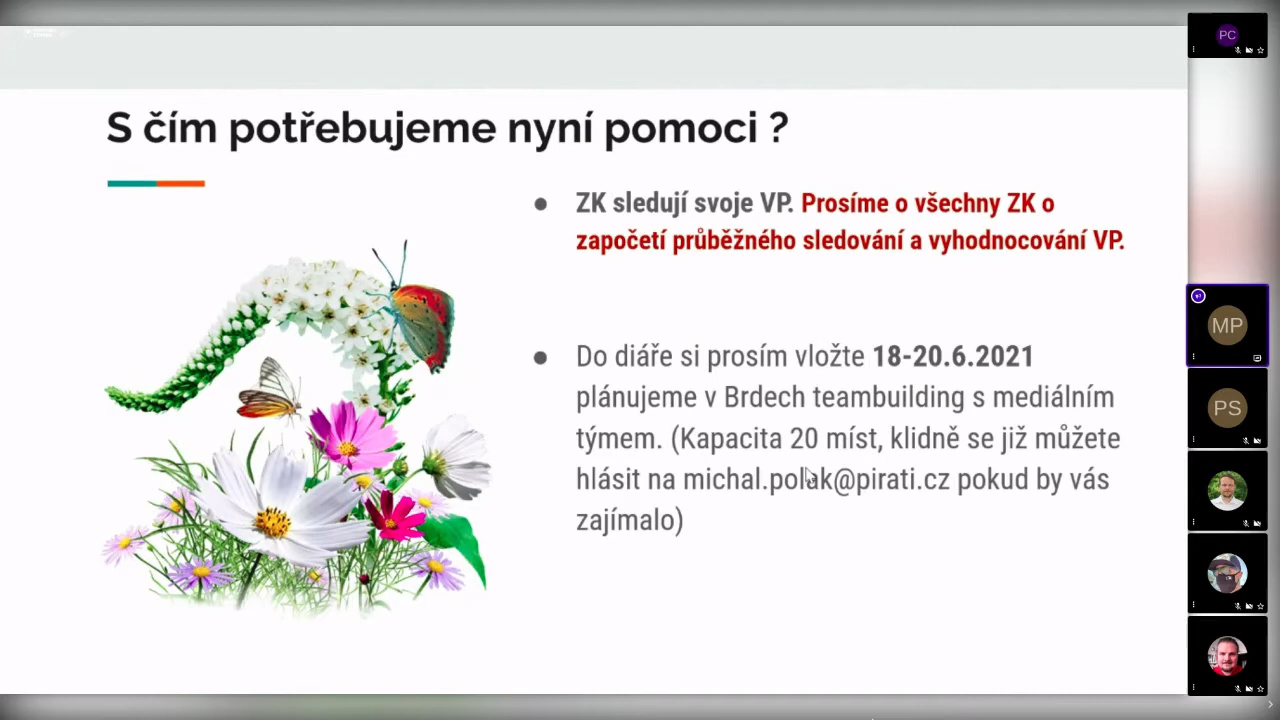 S čím potřebujeme nyní pomoci ?
● ZK sledují svoje VP. Prosíme o všechny ZK o
započetí průběžného sledování a vyhodnocování VP.
● Do diáře si prosím vložte 18-20.6.2021
plánujeme v Brdech teambuilding s mediálním
týmem. (Kapacita 20 míst, klidně se již můžete
hlásit na michal.polak@pirati.cz pokud by vás
zajímalo)
PC
MP
PS